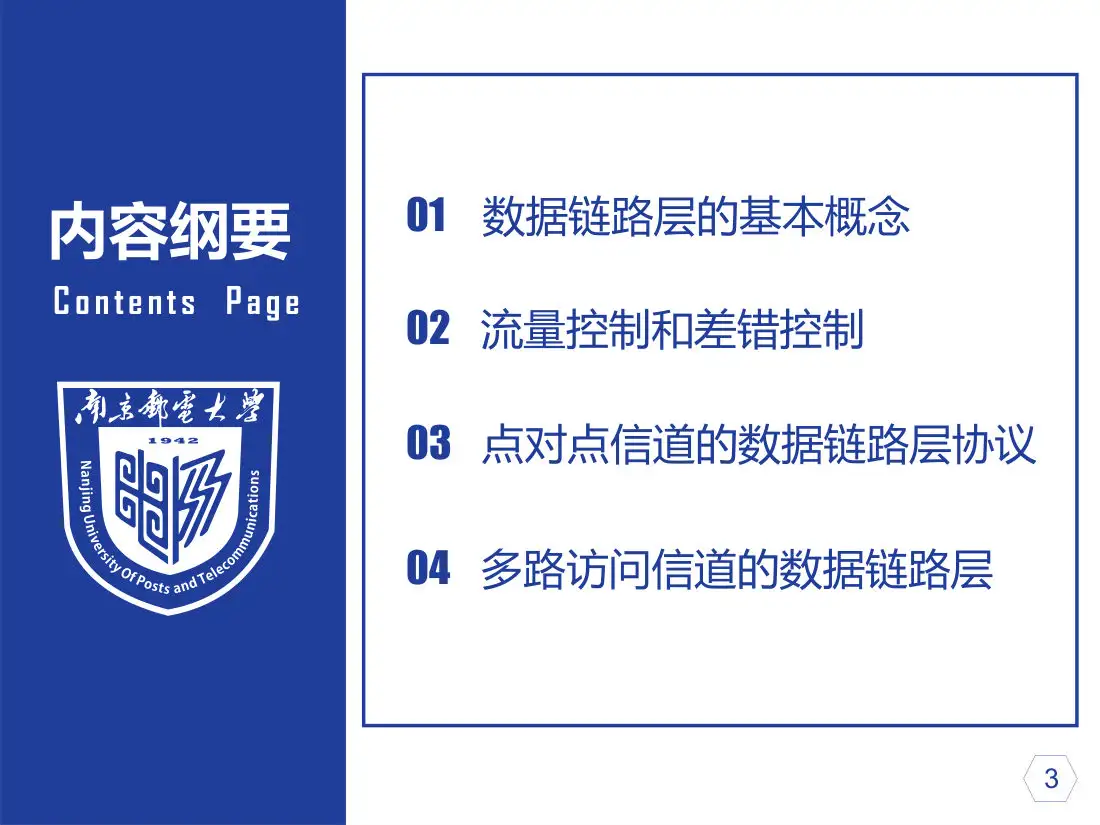 内容纲要
Contents Page
南京郵電大學
1942
Nanjing University Of Posts and Telecommunications
01 数据链路层的基本概念
02 流量控制和差错控制
03 点对点信道的数据链路层协议
04 多路访问信道的数据链路层
3